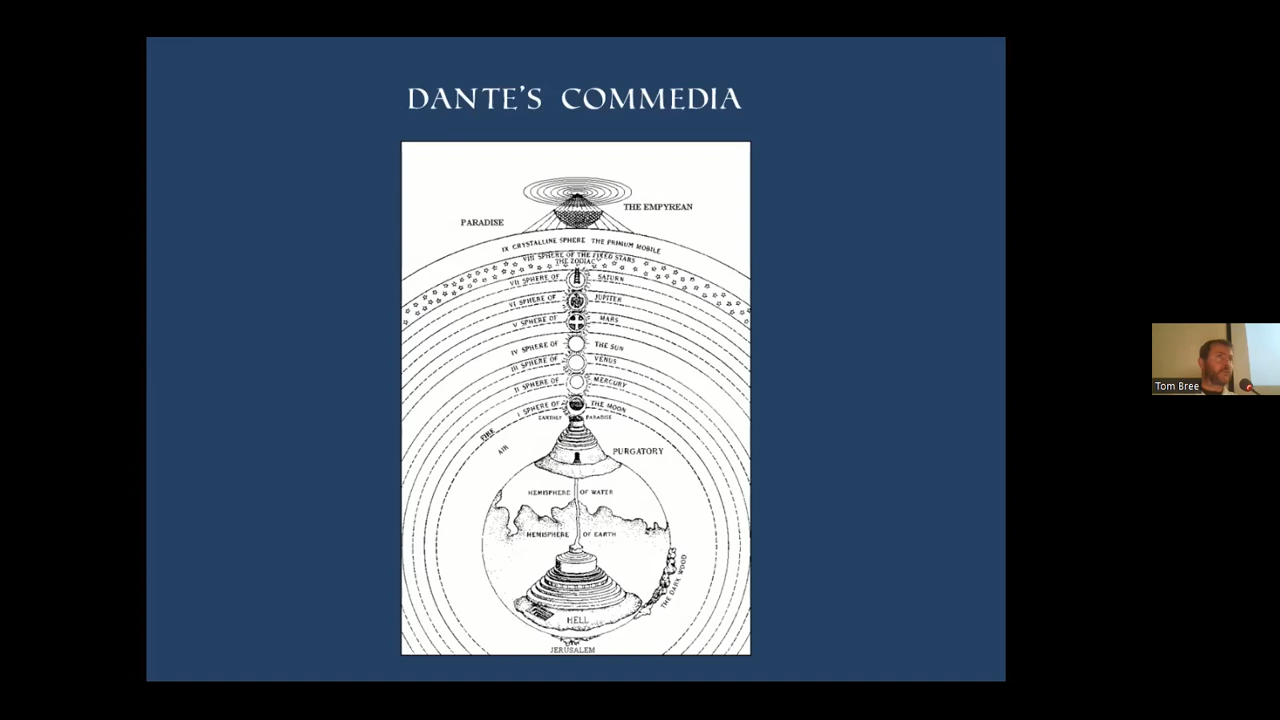 DANTE'S COMMEDIA
THE EMPYREAN
PARADISE
IX CRYSTALLINE SPHERE THE PRIMUM MOBILE
VIII SPHERE OF THE FIXED STARS
THE ZODIAC
VII SPHERE OF SATURN
VI SPHERE OF JUPITER
V SPHERE OF MARS
IV SPHERE OF THE SUN
III SPHERE OF VENUS
II SPHERE OF MERCURY
I SPHERE OF THE MOON
EARTHLY PARADISE
FIRE
AIR
PURGATORY
HEMISPHERE OF WATER
HEMISPHERE OF EARTH
THE DARK WOOD
HELL
JERUSALEM
Tom Bree